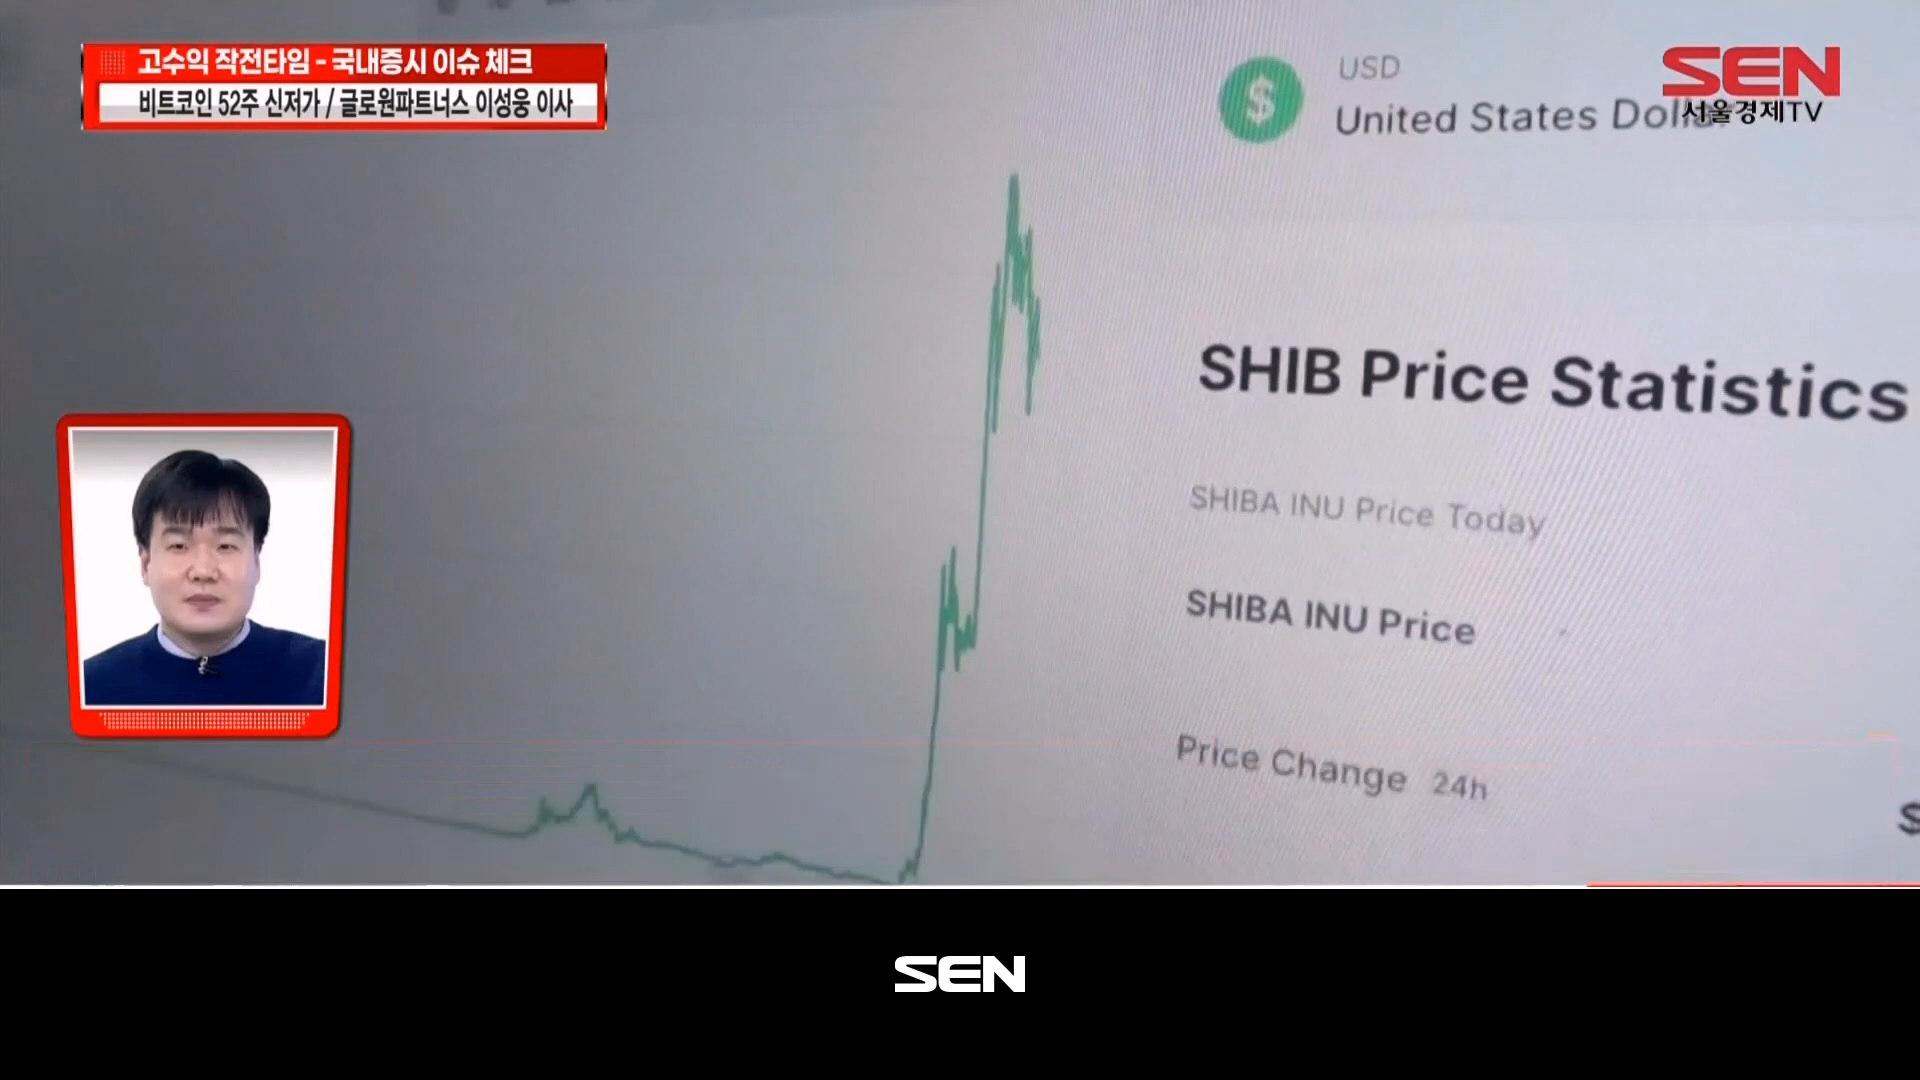 고수익 작전타임 - 국내증시 이슈 체크
비트코인 52주 신저가 / 글로원파트너스 이성웅 이사
SEN
서울경제TV
USD
United States Dollar
SHIB Price Statistics
SHIBA INU Price Today
SHIBA INU Price
Price Change 24h
$
SEN